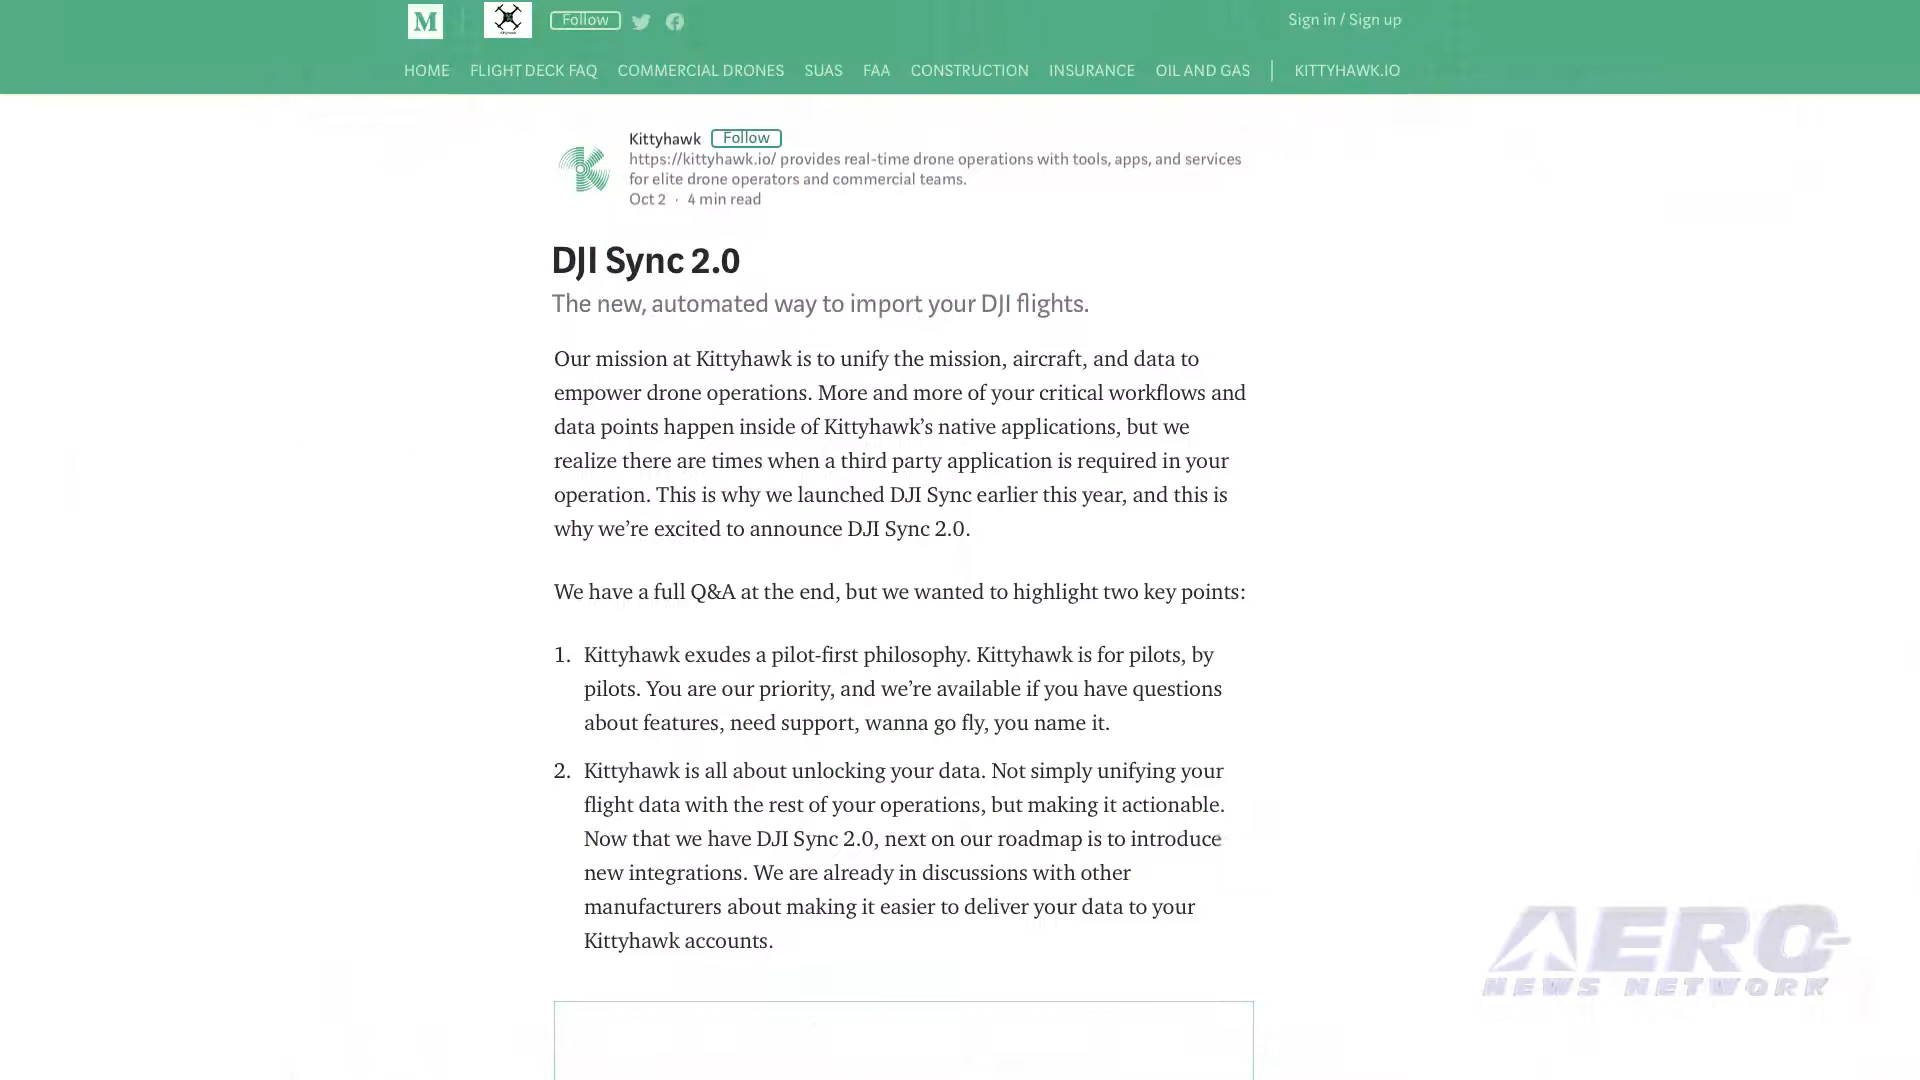 M
Follow
Sign in / Sign up
HOME FLIGHT DECK FAQ COMMERCIAL DRONES SUAS FAA CONSTRUCTION INSURANCE OIL AND GAS KITTYHAWK.IO
Kittyhawk Follow
https://kittyhawk.io/ provides real-time drone operations with tools, apps, and services
for elite drone operators and commercial teams.
Oct 2 · 4 min read
DJI Sync 2.0
The new, automated way to import your DJI flights.
Our mission at Kittyhawk is to unify the mission, aircraft, and data to
empower drone operations. More and more of your critical workflows and
data points happen inside of Kittyhawk’s native applications, but we
realize there are times when a third party application is required in your
operation. This is why we launched DJI Sync earlier this year, and this is
why we’re excited to announce DJI Sync 2.0.
We have a full Q&A at the end, but we wanted to highlight two key points:
1. Kittyhawk exudes a pilot-first philosophy. Kittyhawk is for pilots, by
pilots. You are our priority, and we’re available if you have questions
about features, need support, wanna go fly, you name it.
2. Kittyhawk is all about unlocking your data. Not simply unifying your
flight data with the rest of your operations, but making it actionable.
Now that we have DJI Sync 2.0, next on our roadmap is to introduce
new integrations. We are already in discussions with other
manufacturers about making it easier to deliver your data to your
Kittyhawk accounts.
AERO
NEWS NETWORK